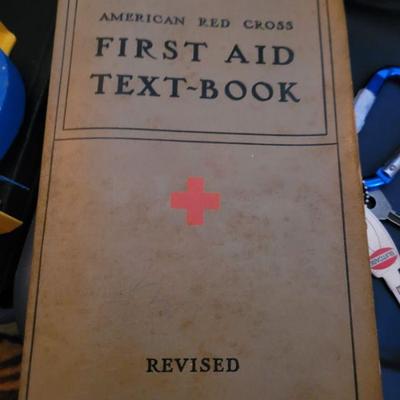 AMERICAN RED CROSS
FIRST AID
TEXT-BOOK
REVISED